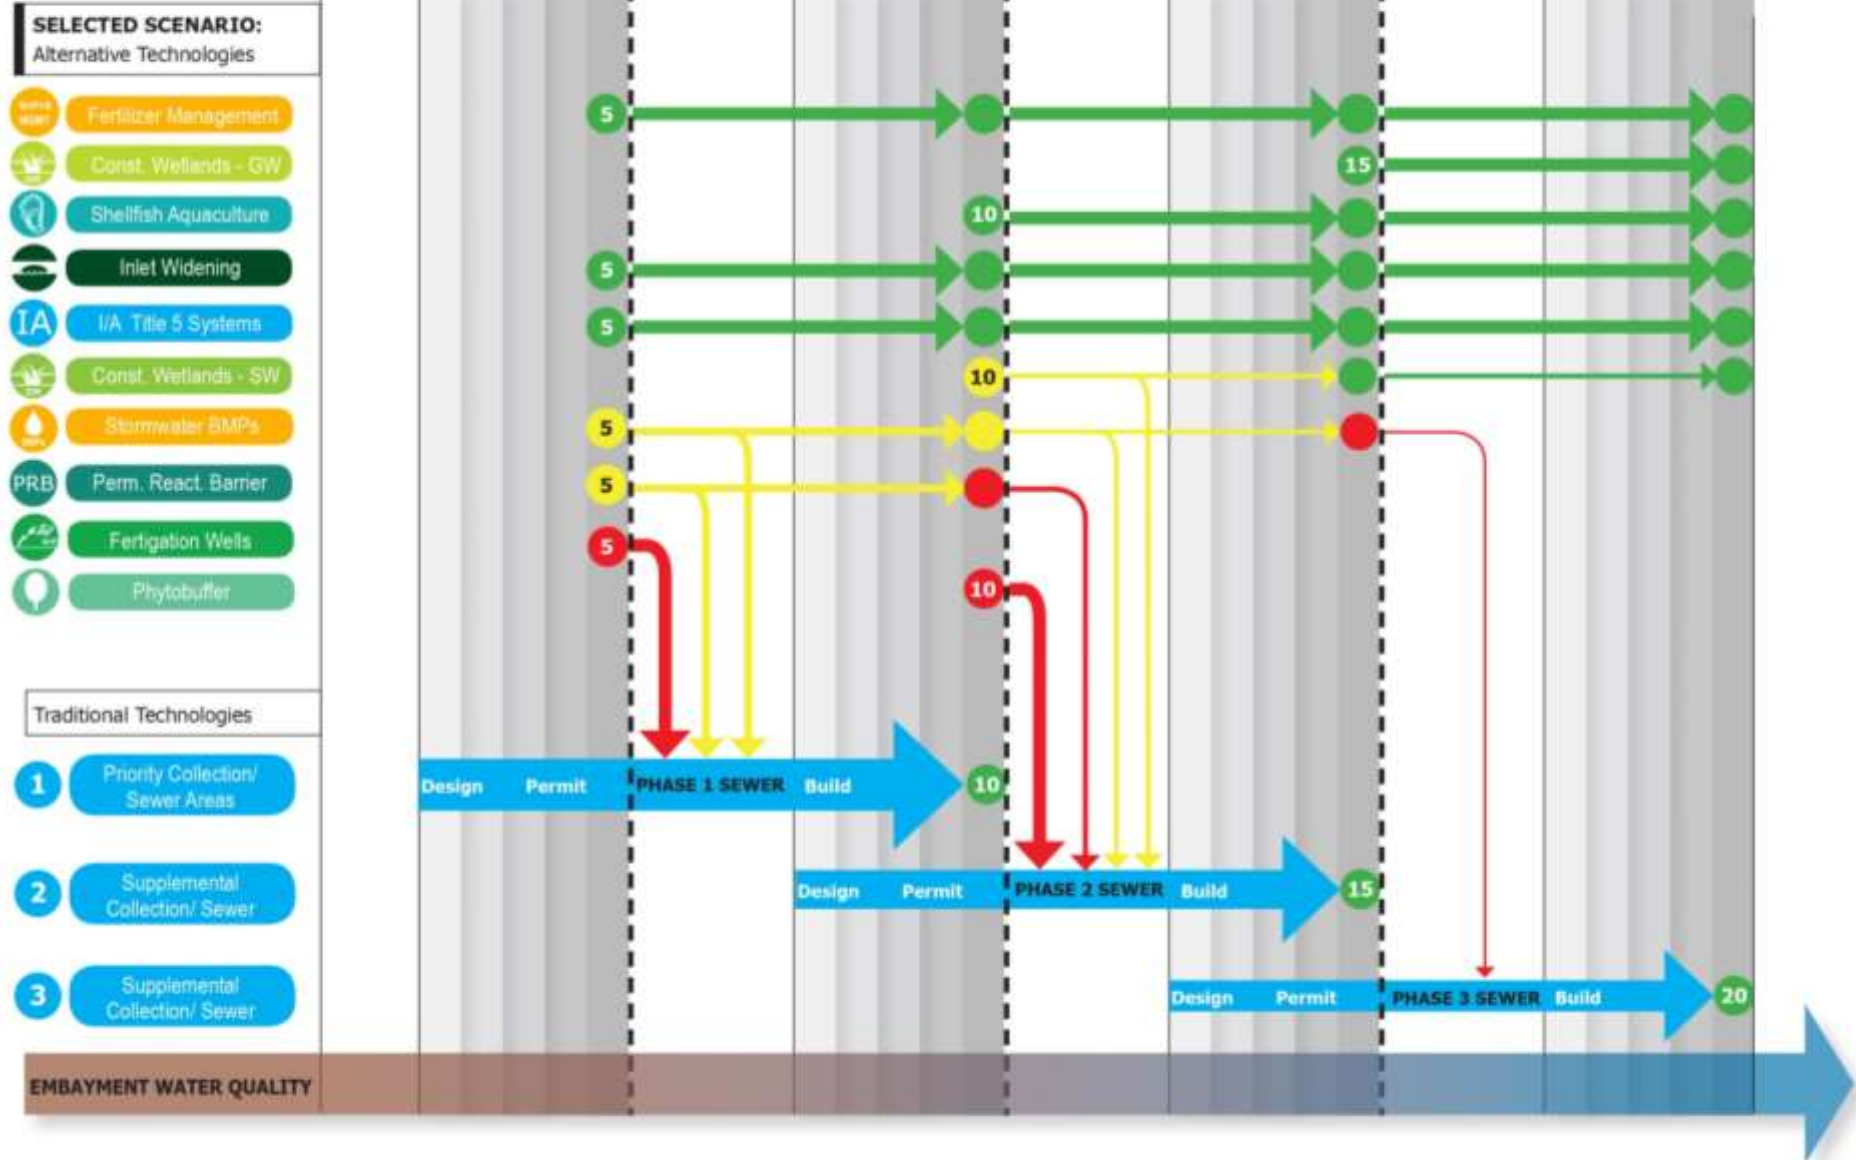 SELECTED SCENARIO:
Alternative Technologies
Fertilizer Management
5
Const. Wetlands - GW
15
Shellfish Aquaculture
10
Inlet Widening
5
IA
I/A Title 5 Systems
5
Const. Wetlands - SW
10
Stormwater BMPs
5
PRB
Perm. React. Barrier
5
Fertigation Wells
5
Phytobuffer
10
Traditional Technologies
1
Priority Collection/
Sewer Areas
Design Permit PHASE 1 SEWER Build
10
2
Supplemental
Collection/ Sewer
Design Permit PHASE 2 SEWER Build
15
3
Supplemental
Collection/ Sewer
Design Permit PHASE 3 SEWER Build
20
EMBAYMENT WATER QUALITY